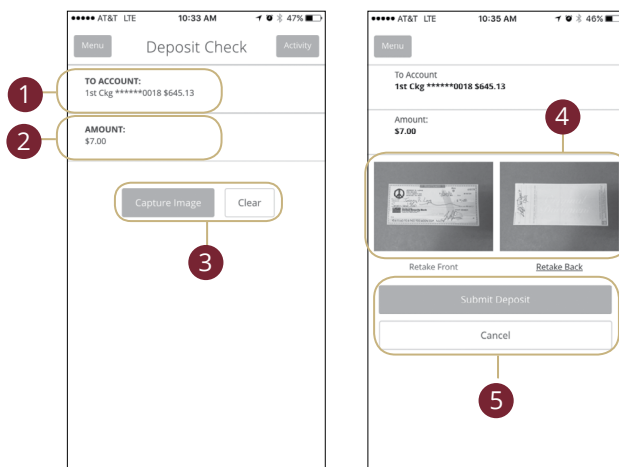 ●●●●● AT&T LTE 10:33 AM 47%
Menu Deposit Check Activity
TO ACCOUNT:
1st Ckg ******0018 $645.13
AMOUNT:
$7.00
Capture Image Clear
1
2
3
●●●●● AT&T LTE 10:35 AM 46%
Menu
To Account
1st Ckg ******0018 $645.13
Amount:
$7.00
4
Retake Front Retake Back
Submit Deposit
Cancel
5